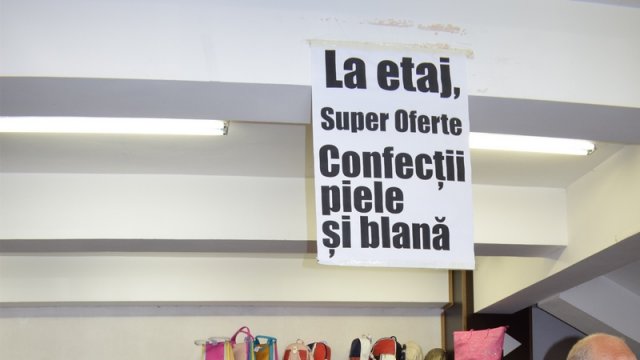 La etaj,
Super Oferte
Confecții
piele
și blană